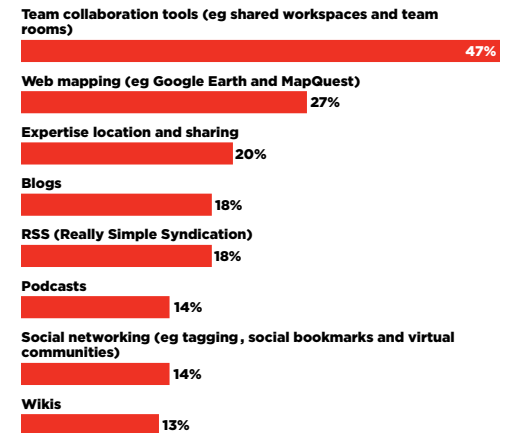 Team collaboration tools (eg shared workspaces and team
rooms)
47%
Web mapping (eg Google Earth and MapQuest)
27%
Expertise location and sharing
20%
Blogs
18%
RSS (Really Simple Syndication)
18%
Podcasts
14%
Social networking (eg tagging, social bookmarks and virtual
communities)
14%
Wikis
13%